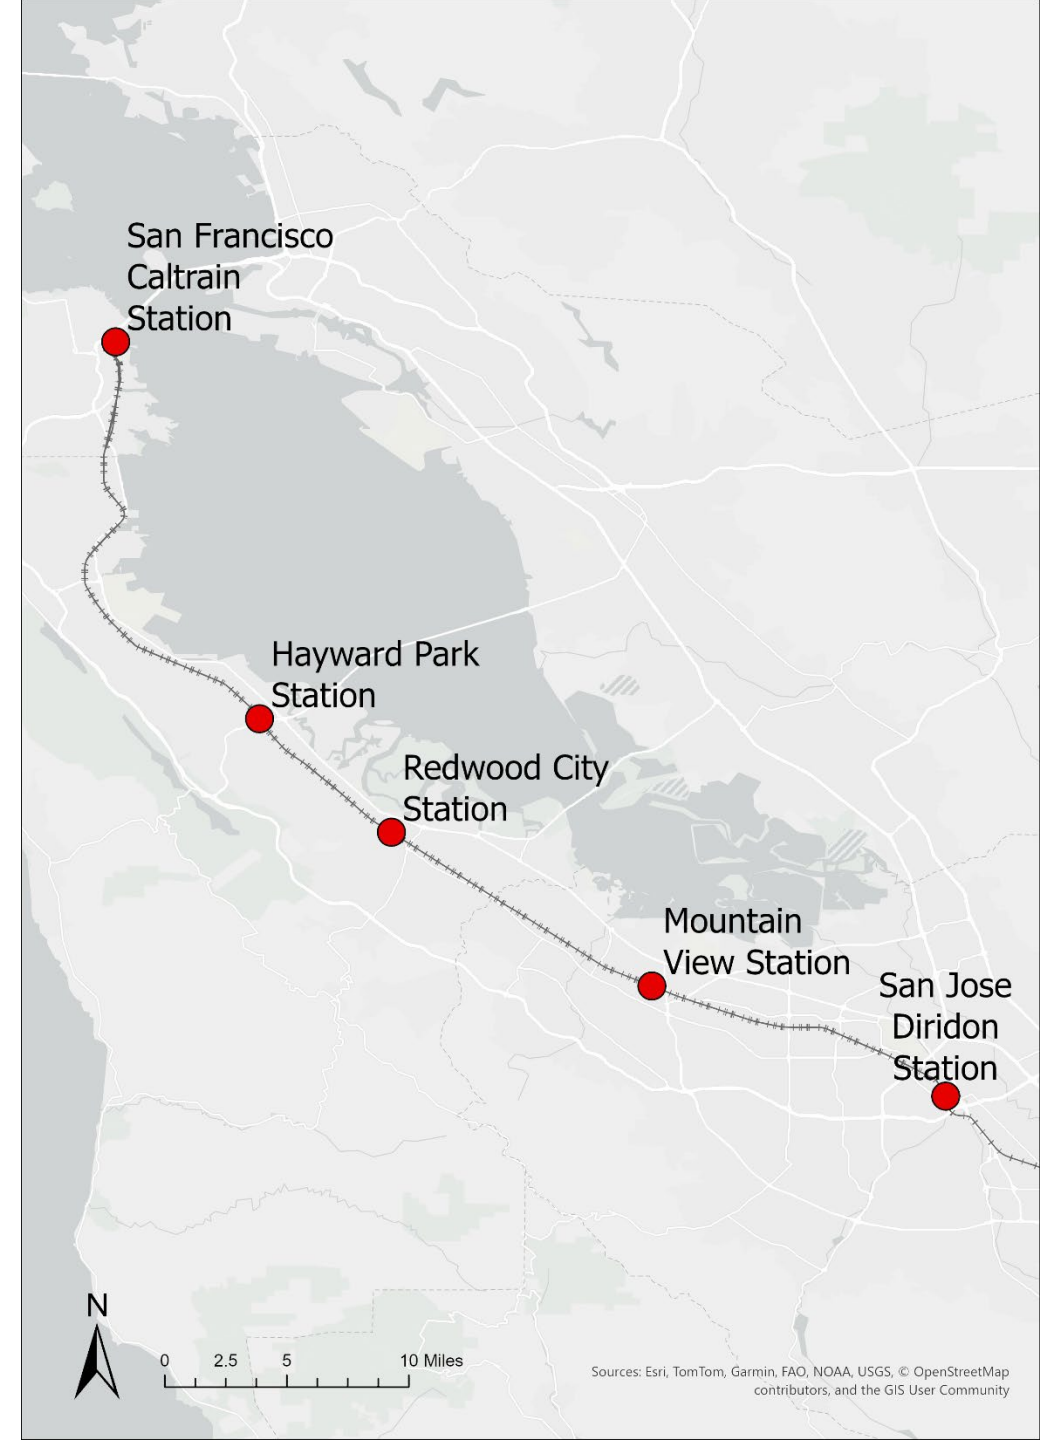 San Francisco
Caltrain
Station
Hayward Park
Station
Redwood City
Station
Mountain
View Station
San Jose
Diridon
Station
N
0 2.5 5 10 Miles
Sources: Esri, TomTom, Garmin, FAO, NOAA, USGS, © OpenStreetMap
contributors, and the GIS User Community